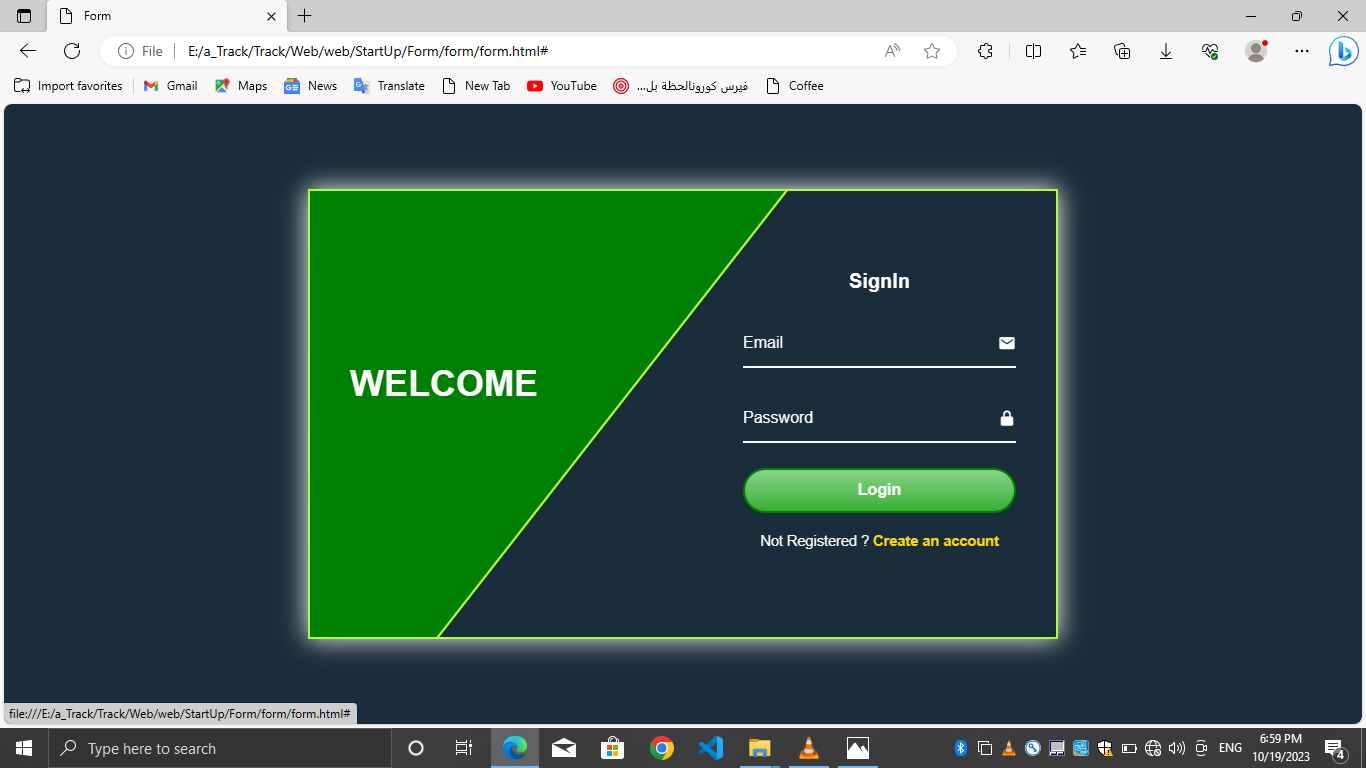 Form
File
E:/a_Track/Track/Web/web/StartUp/Form/form/form.html#
Import favorites
Gmail
Maps
News
Translate
New Tab
YouTube
فيرس كورونالحظة بل...
Coffee
WELCOME
SignIn
Email
Password
Login
Not Registered ? Create an account
file:///E:/a_Track/Track/Web/web/StartUp/Form/form/form.html#
Type here to search
ENG
6:59 PM
10/19/2023
4